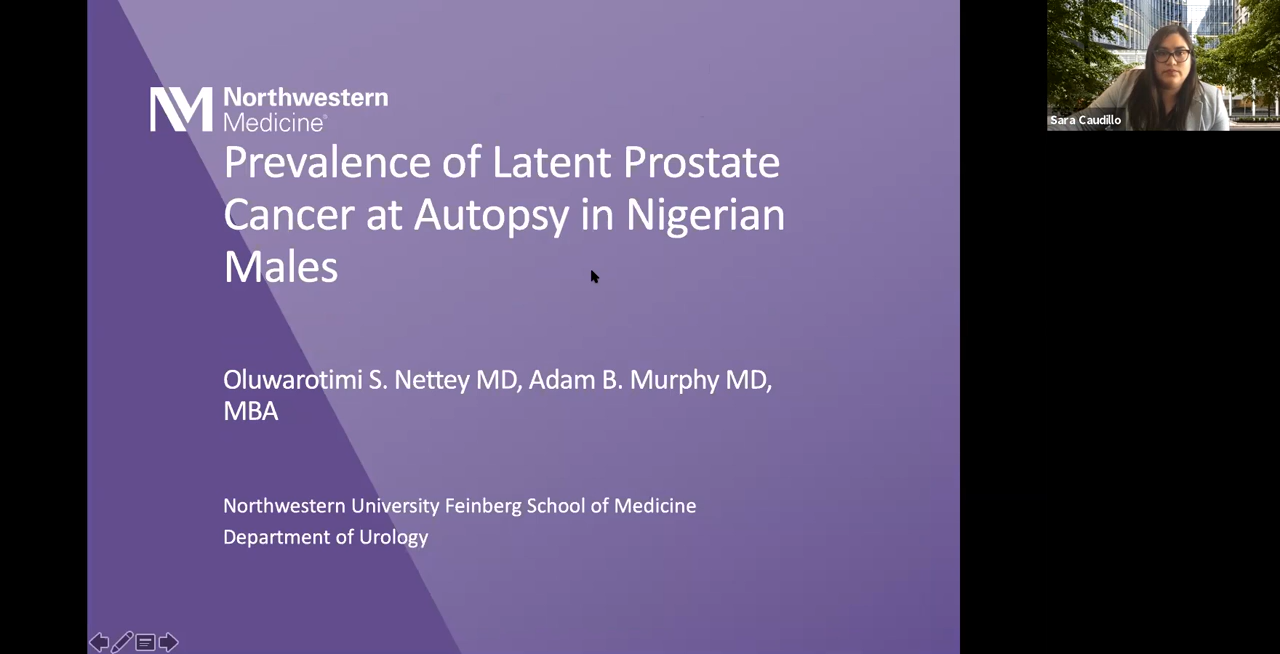 Northwestern
Medicine®
Prevalence of Latent Prostate
Cancer at Autopsy in Nigerian
Males
Oluwarotimi S. Nettey MD, Adam B. Murphy MD,
MBA
Northwestern University Feinberg School of Medicine
Department of Urology
Sara Caudillo